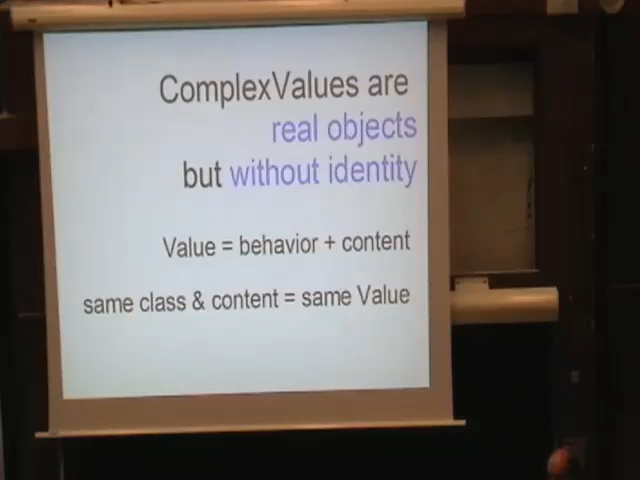 ComplexValues are
real objects
but without identity
Value = behavior + content
same class & content = same Value